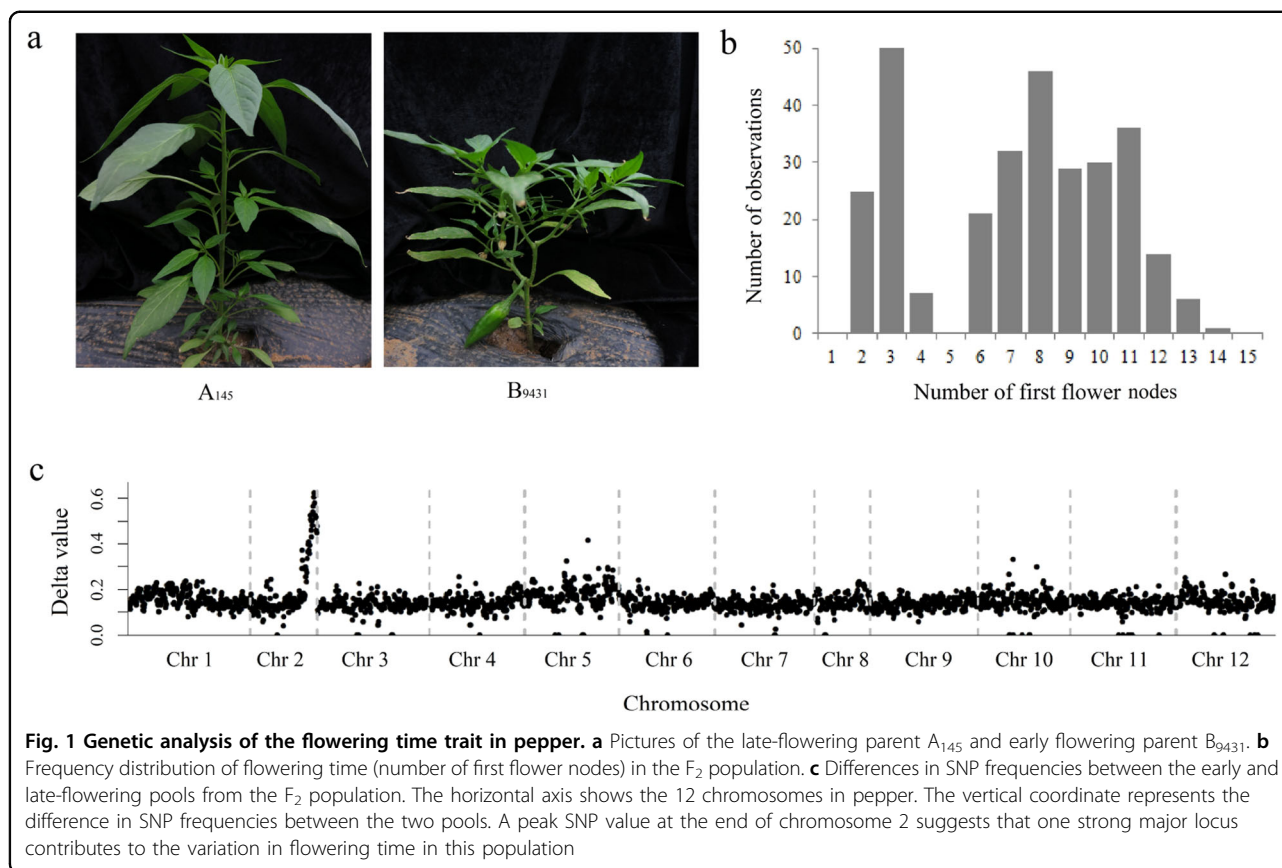 a
A145
B9431
b
Number of observations
50
40
30
20
10
0
1 2 3 4 5 6 7 8 9 10 11 12 13 14 15
Number of first flower nodes
c
Delta value
0.6
0.4
0.2
0.0
Chr 1 Chr 2 Chr 3 Chr 4 Chr 5 Chr 6 Chr 7 Chr 8 Chr 9 Chr 10 Chr 11 Chr 12
Chromosome
Fig. 1 Genetic analysis of the flowering time trait in pepper. a Pictures of the late-flowering parent A145 and early flowering parent B9431. b
Frequency distribution of flowering time (number of first flower nodes) in the F2 population. c Differences in SNP frequencies between the early and
late-flowering pools from the F2 population. The horizontal axis shows the 12 chromosomes in pepper. The vertical coordinate represents the
difference in SNP frequencies between the two pools. A peak SNP value at the end of chromosome 2 suggests that one strong major locus
contributes to the variation in flowering time in this population